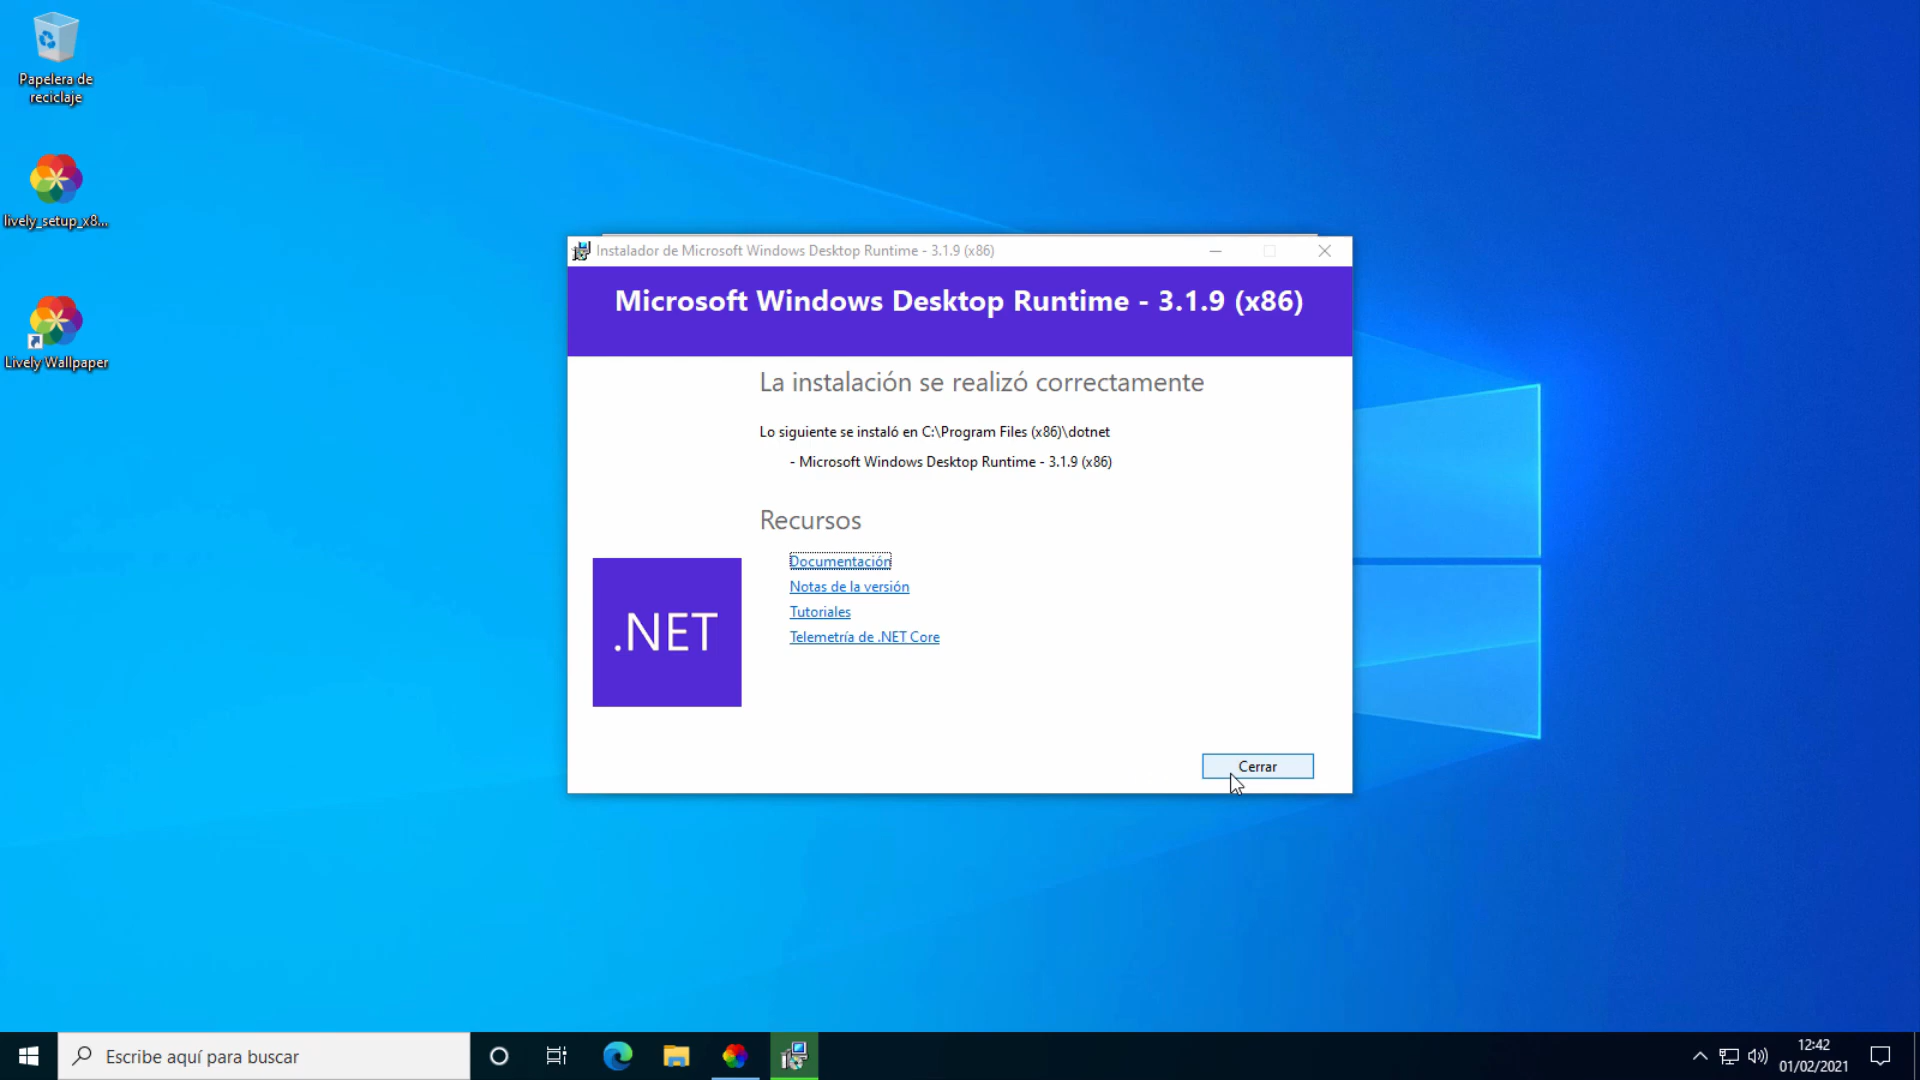 Papelera de
reciclaje
lively_setup_x8...
Lively Wallpaper
Instalador de Microsoft Windows Desktop Runtime - 3.1.9 (x86)
Microsoft Windows Desktop Runtime - 3.1.9 (x86)
La instalación se realizó correctamente
Lo siguiente se instaló en C:\Program Files (x86)\dotnet
- Microsoft Windows Desktop Runtime - 3.1.9 (x86)
Recursos
Documentación
Notas de la versión
Tutoriales
Telemetría de .NET Core
.NET
Cerrar
Escribe aquí para buscar
12:42
01/02/2021